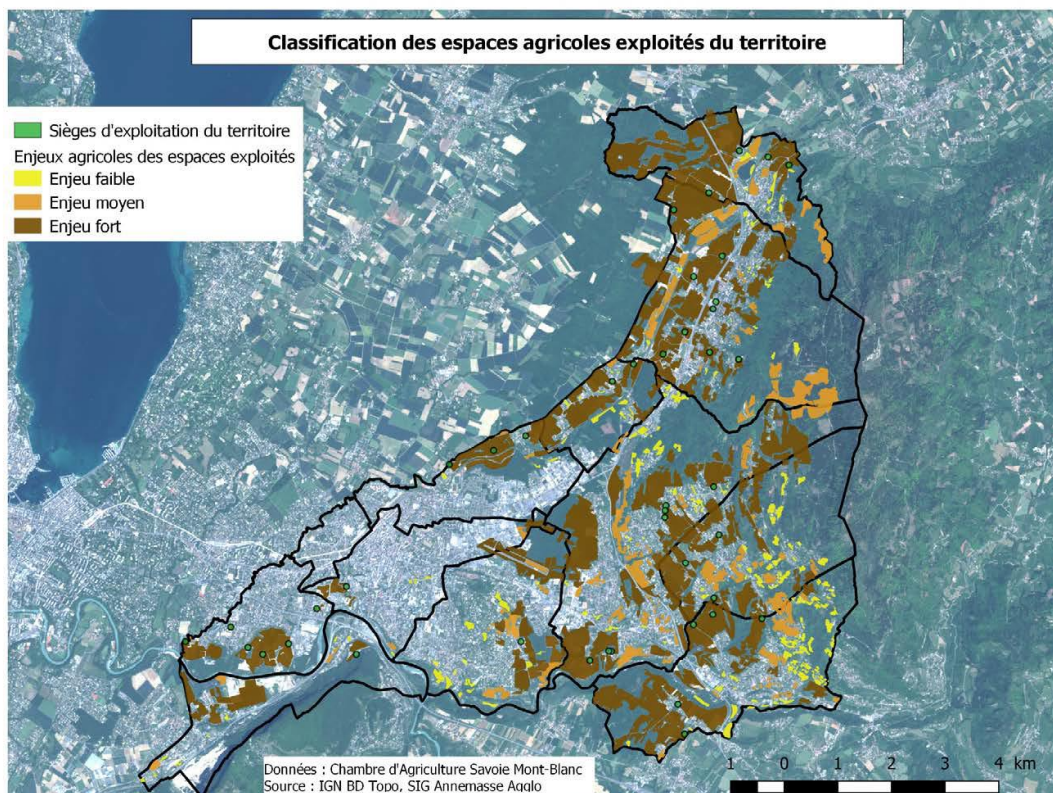 Classification des espaces agricoles exploités du territoire
Sièges d'exploitation du territoire
Enjeux agricoles des espaces exploités
Enjeu faible
Enjeu moyen
Enjeu fort
Données : Chambre d'Agriculture Savoie Mont-Blanc
Source : IGN BD Topo, SIG Annemasse Agglo
1 0 1 2 3 4 km